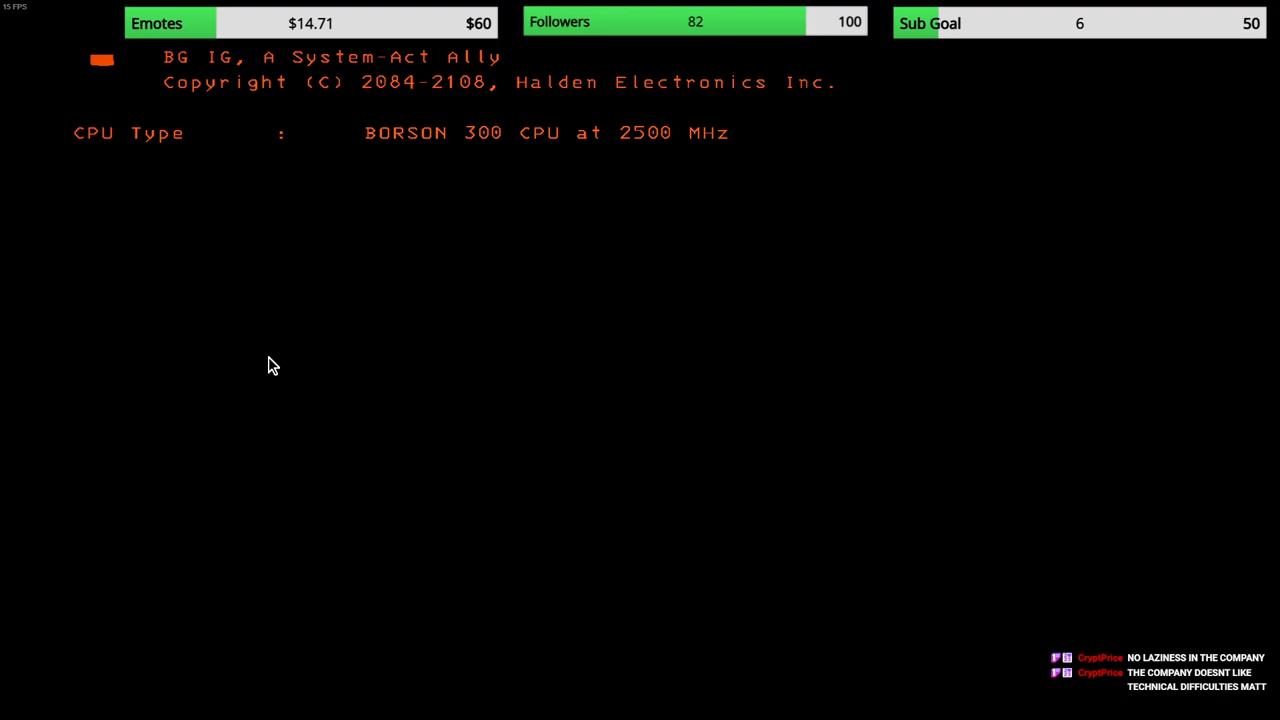 15 FPS
Emotes $14.71 $60
Followers 82 100
Sub Goal 6 50
BG IG, A System-Act Ally
Copyright (C) 2084-2108, Halden Electronics Inc.
CPU Type : BORSON 300 CPU at 2500 MHz
CryptPrice NO LAZINESS IN THE COMPANY
CryptPrice THE COMPANY DOESNT LIKE
TECHNICAL DIFFICULTIES MATT